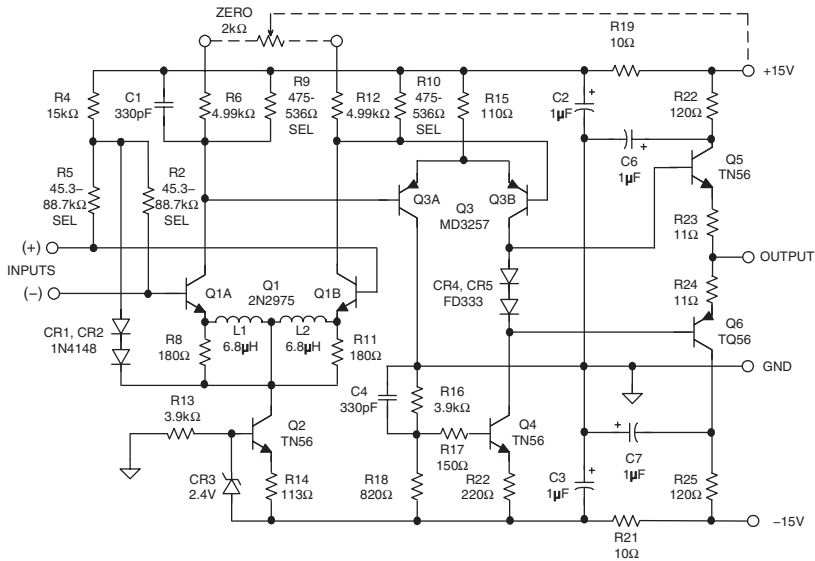 ZERO
2kΩ
R19
10Ω
+15V
R4
15kΩ
C1
330pF
R6
4.99kΩ
R9
475-
536Ω
SEL
R12
4.99kΩ
R10
475-
536Ω
SEL
R15
110Ω
C2
1µF
R22
120Ω
C6
1µF
Q5
TN56
R5
45.3–
88.7kΩ
SEL
R2
45.3–
88.7kΩ
SEL
Q3A
Q3
MD3257
Q3B
R23
11Ω
(+)
INPUTS
(−)
OUTPUT
Q1A
Q1
2N2975
Q1B
CR4, CR5
FD333
R24
11Ω
CR1, CR2
1N4148
R8
180Ω
L1
6.8µH
L2
6.8µH
R11
180Ω
Q6
TQ56
GND
R13
3.9kΩ
C4
330pF
R16
3.9kΩ
Q2
TN56
Q4
TN56
R17
150Ω
C7
1µF
CR3
2.4V
R14
113Ω
R18
820Ω
R22
220Ω
C3
1µF
R25
120Ω
−15V
R21
10Ω
+
+
+
+